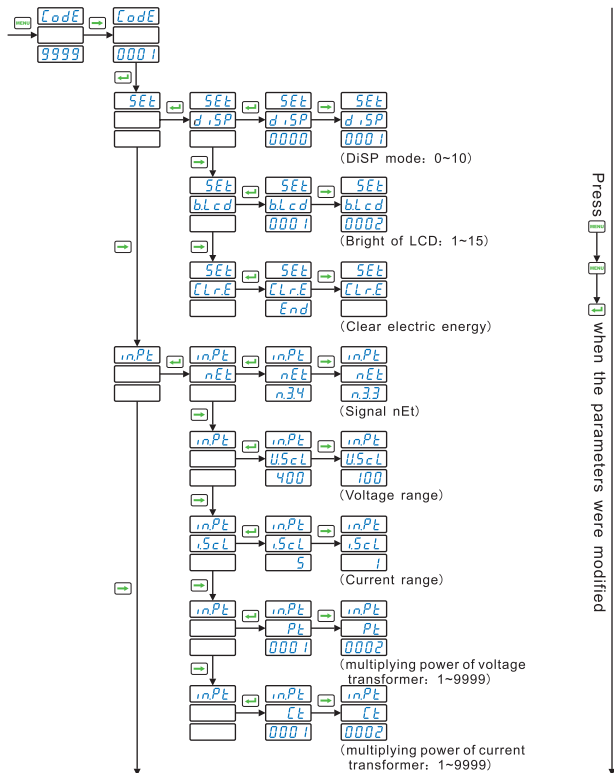 MENU CodE → CodE
9999 0001
↵
SEt ↵ SEt ↵ SEt → SEt
diSP diSP diSP
0000 0001
(DiSP mode: 0~10)
→
SEt ↵ SEt → SEt
b.Lcd b.Lcd b.Lcd
0001 0002
(Bright of LCD: 1~15)
→ →
SEt ↵ SEt → SEt
CLr.E CLr.E CLr.E
End
(Clear electric energy)
in.Pt ↵ in.Pt ↵ in.Pt → in.Pt
nEt nEt nEt
n.3.4 n.3.3
(Signal nEt)
→
in.Pt ↵ in.Pt → in.Pt
U.ScL U.ScL
400 100
(Voltage range)
→
in.Pt ↵ in.Pt → in.Pt
i.ScL i.ScL i.ScL
5 1
(Current range)
→ →
in.Pt ↵ in.Pt → in.Pt
Pt Pt
0001 0002
(multiplying power of voltage
transformer: 1~9999)
→
in.Pt ↵ in.Pt → in.Pt
Ct Ct
0001 0002
(multiplying power of current
transformer: 1~9999)
Press MENU → MENU → ↵ when the parameters were modified